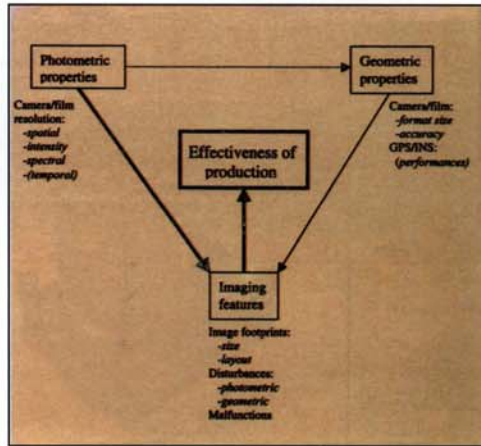 Photometric
properties
Geometric
properties
Camera/film
resolution:
-spatial
-intensity
-spectral
-(temporal)
Camera/film:
-format size
-accuracy
GPS/INS:
(performances)
Effectiveness of
production
Imaging
features
Image footprints:
-size
-layout
Disturbances:
-photometric
-geometric
Malfunctions